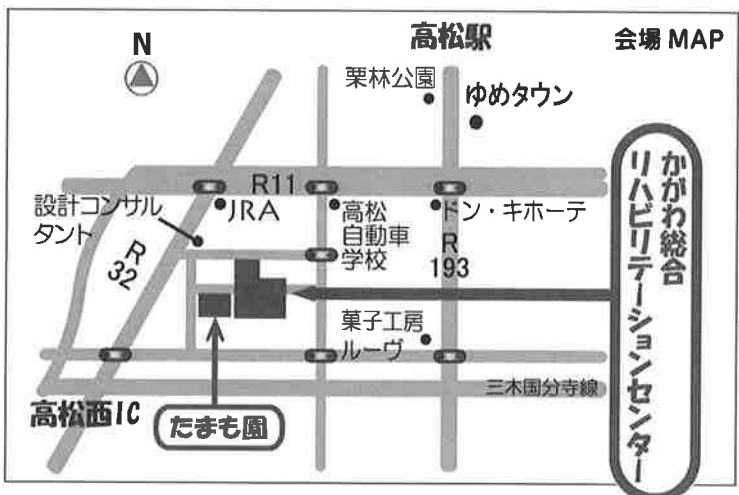 高松駅
会場 MAP
N
栗林公園
ゆめタウン
かがわ総合
リハビリテーションセンター
R11
設計コンサル
タント
JRA
高松
自動車
学校
ドン・キホーテ
R
32
R
193
菓子工房
ルーヴ
三木国分寺線
高松西IC
たまも園